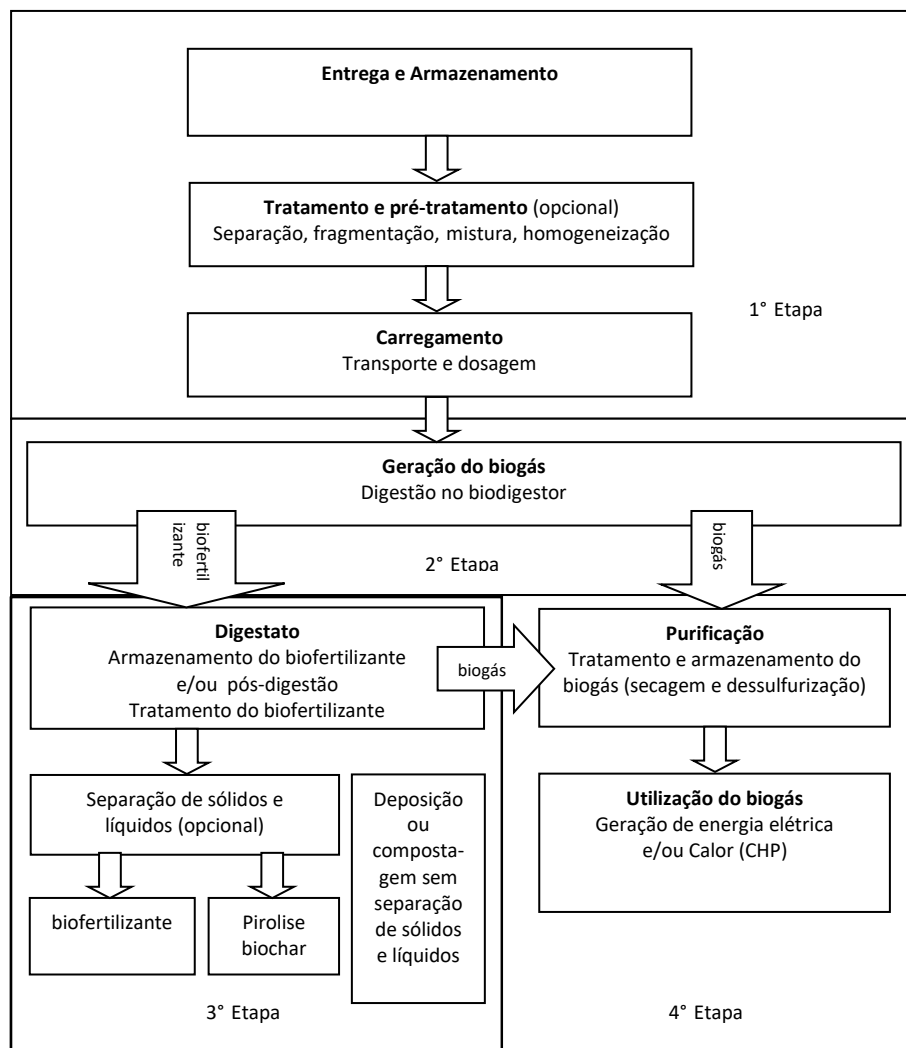 Entrega e Armazenamento
Tratamento e pré-tratamento (opcional)
Separação, fragmentação, mistura, homogeneização
1° Etapa
Carregamento
Transporte e dosagem
Geração do biogás
Digestão no biodigestor
biofertil
izante
biogás
2° Etapa
Digestato
Armazenamento do biofertilizante
e/ou pós-digestão
Tratamento do biofertilizante
biogás
Purificação
Tratamento e armazenamento do
biogás (secagem e dessulfurização)
Separação de sólidos e
líquidos (opcional)
Deposição
ou
composta-
gem sem
separação
de sólidos
e líquidos
Utilização do biogás
Geração de energia elétrica
e/ou Calor (CHP)
biofertilizante
Pirolise
biochar
3° Etapa
4° Etapa